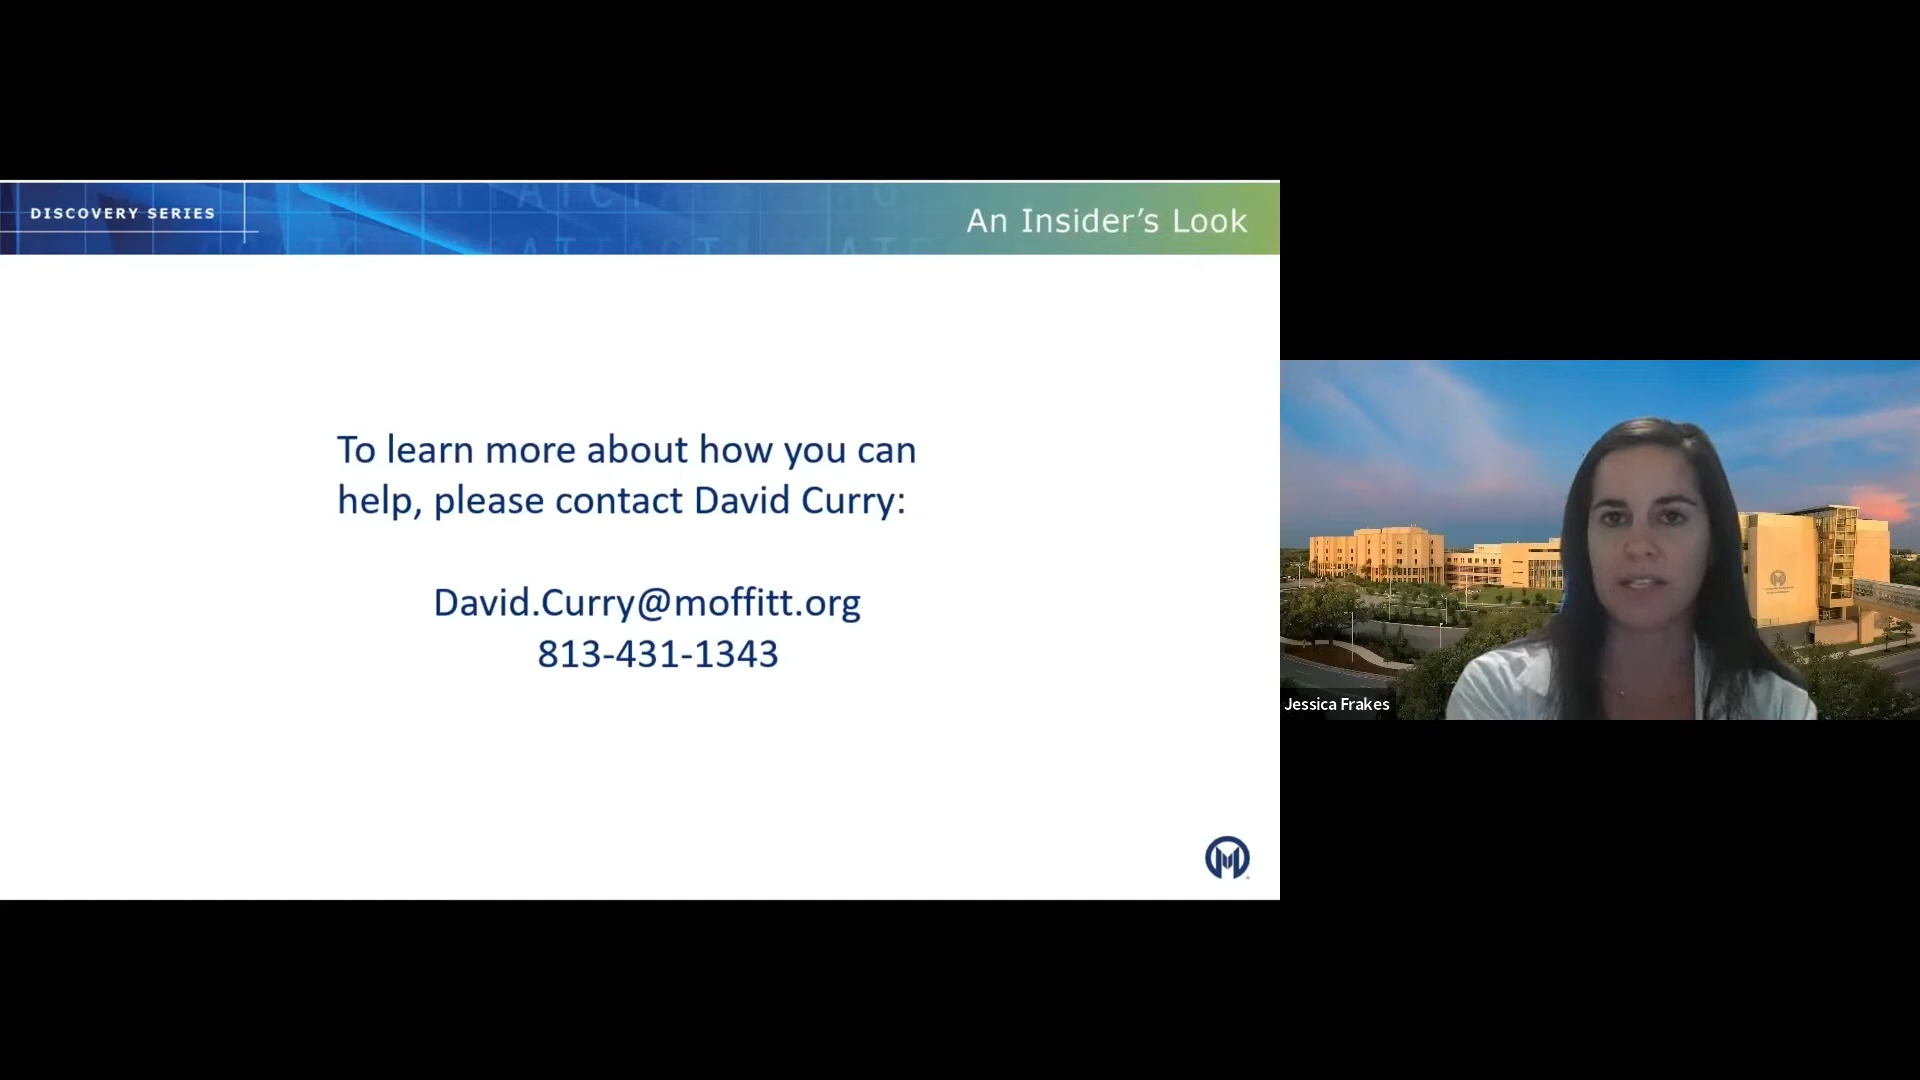 DISCOVERY SERIES
An Insider's Look
To learn more about how you can
help, please contact David Curry:
David.Curry@moffitt.org
813-431-1343
Jessica Frakes